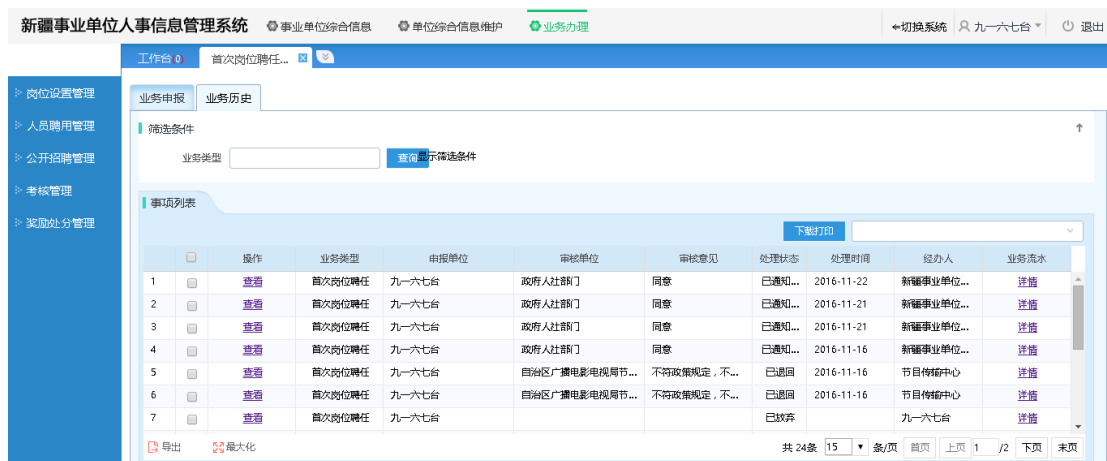 新疆事业单位人事信息管理系统 事业单位综合信息 单位综合信息维护 业务办理 切换系统 九一六七台 退出
工作台(0) 首次岗位聘任...
岗位设置管理
人员聘用管理
公开招聘管理
考核管理
奖励处分管理
业务申报 业务历史
筛选条件
业务类型 查询 显示筛选条件
事项列表
下载打印
操作 业务类型 申报单位 审核单位 审核意见 处理状态 处理时间 经办人 业务流水
1 查看 首次岗位聘任 九一六七台 政府人社部门 同意 已通知... 2016-11-22 新疆事业单位... 详情
2 查看 首次岗位聘任 九一六七台 政府人社部门 同意 已通知... 2016-11-21 新疆事业单位... 详情
3 查看 首次岗位聘任 九一六七台 政府人社部门 同意 已通知... 2016-11-21 新疆事业单位... 详情
4 查看 首次岗位聘任 九一六七台 政府人社部门 同意 已通知... 2016-11-16 新疆事业单位... 详情
5 查看 首次岗位聘任 九一六七台 自治区广播电影电视局节... 不符政策规定，不... 已退回 2016-11-16 节目传输中心 详情
6 查看 首次岗位聘任 九一六七台 自治区广播电影电视局节... 不符政策规定，不... 已退回 2016-11-16 节目传输中心 详情
7 查看 首次岗位聘任 九一六七台 已放弃 九一六七台 详情
导出 最大化 共 24条 15 条/页 首页 上页 1 /2 下页 末页